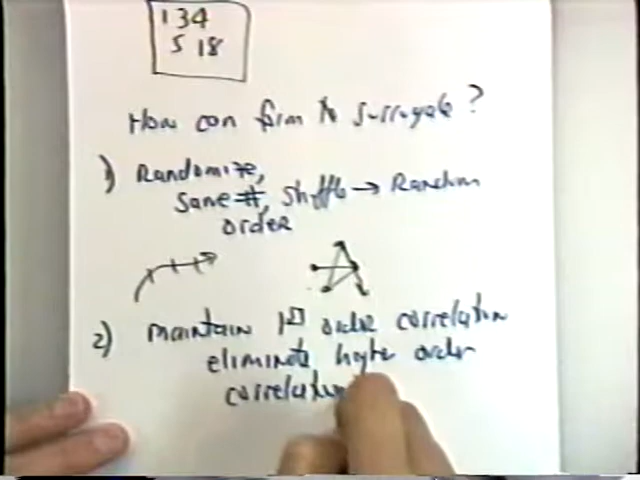 134
5 18
How can form to surrogate?
1) Randomize,
same #, shuffle → Random
order
2) maintain 1st order correlation
eliminate higher order
correlation